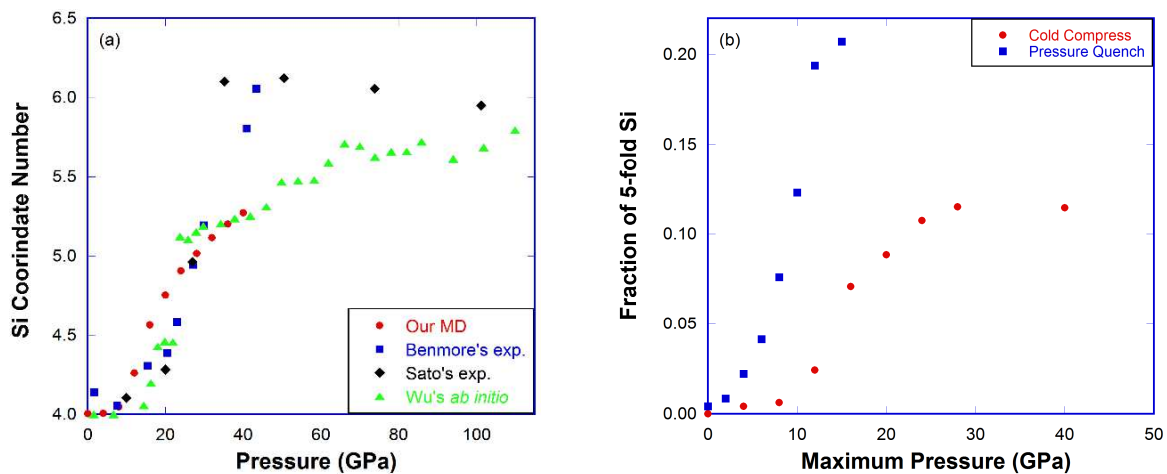 (a)
6.5
6.0
5.5
5.0
4.5
4.0
Si Coorindate Number
0 20 40 60 80 100
Pressure (GPa)
Our MD
Benmore's exp.
Sato's exp.
Wu's ab initio
(b)
Cold Compress
Pressure Quench
0.20
0.15
0.10
0.05
0.00
Fraction of 5-fold Si
0 10 20 30 40 50
Maximum Pressure (GPa)